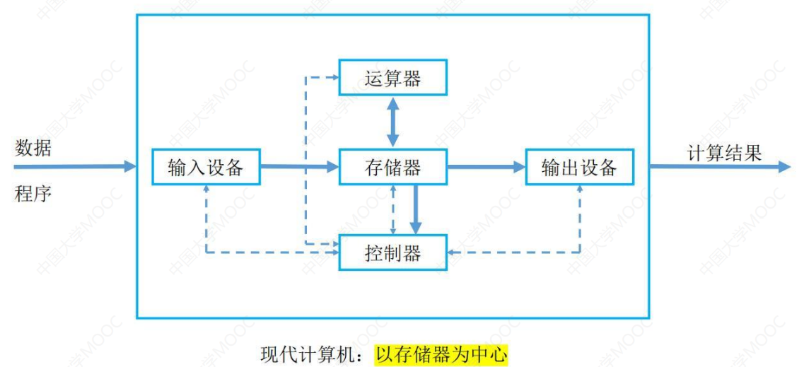 运算器
数据
输入设备
存储器
输出设备
计算结果
程序
控制器
现代计算机：以存储器为中心
中国大学MOOC